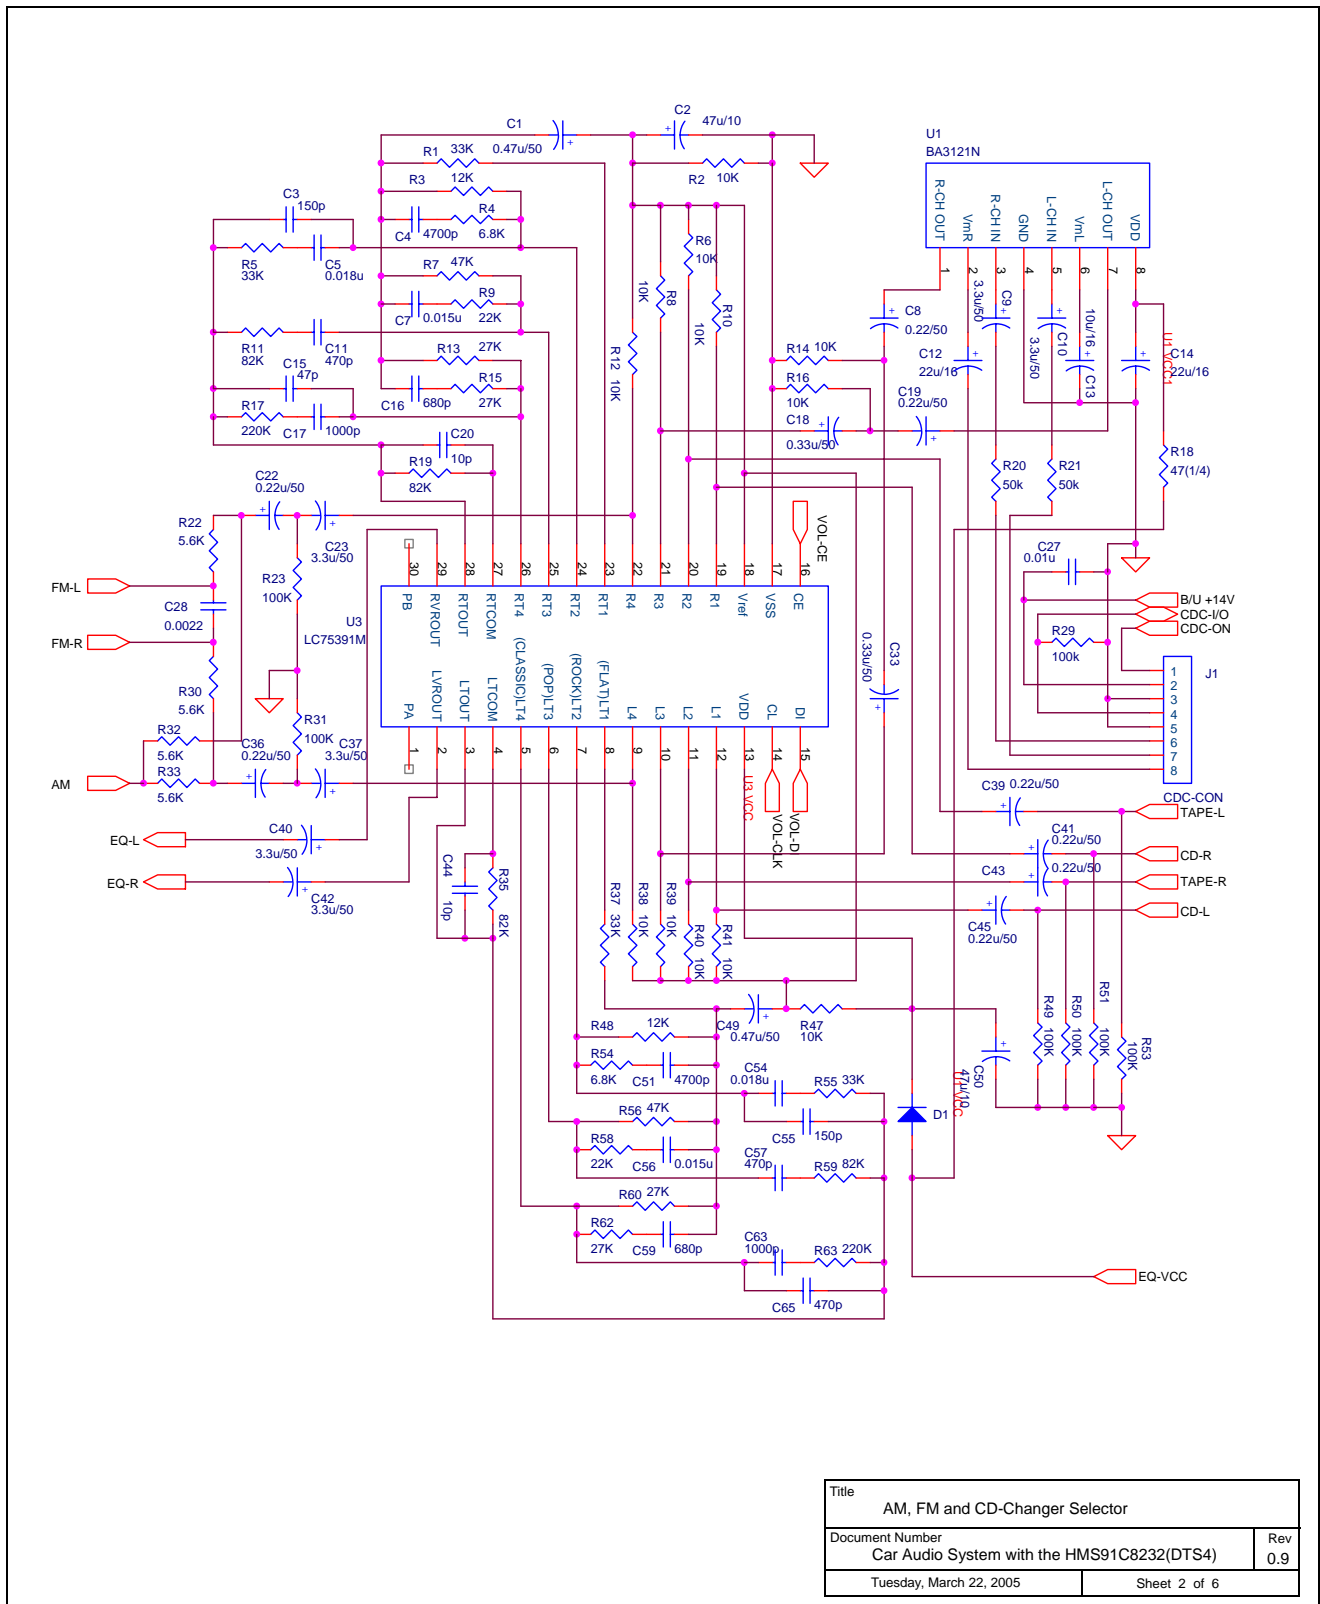 C1
0.47u/50
C2
47u/10
U1
BA3121N
R-CH OUT
VmR
R-CH IN
GND
L-CH IN
VmL
L-CH OUT
VDD
1
2
3
4
5
6
7
8
R1
33K
R3
12K
R4
6.8K
C4
4700p
R2
10K
C3
150p
R5
33K
C5
0.018u
R7
47K
R9
22K
C7
0.015u
R6
10K
R8
10K
R10
10K
R11
82K
C11
470p
R13
27K
R12
10K
C15
47p
R15
27K
C16
680p
R17
220K
C17
1000p
C8
0.22/50
C9
3.3u/50
C10
3.3u/50
C12
22u/16
C13
10u/16
C14
22u/16
U1_VCC1
R14
10K
R16
10K
C18
0.33u/50
C19
0.22u/50
C20
10p
R19
82K
R20
50k
R21
50k
R18
47(1/4)
C22
0.22u/50
C23
3.3u/50
R22
5.6K
R23
100K
FM-L
C28
0.0022
FM-R
R30
5.6K
R31
100K
R32
5.6K
C36
0.22u/50
C37
3.3u/50
AM
R33
5.6K
VOL-CE
30
29
28
27
26
25
24
23
22
21
20
19
18
17
16
U3
LC75391M
PB
RVROUT
RTOUT
RTCOM
RT4
RT3
RT2
RT1
R4
R3
R2
R1
Vref
VSS
CE
PA
LVROUT
LTOUT
LTCOM
(CLASSIC)LT4
(POP)LT3
(ROCK)LT2
(FLAT)LT1
L4
L3
L2
L1
VDD
CL
DI
1
2
3
4
5
6
7
8
9
10
11
12
13
14
15
U3 VCC
VOL-CLK
VOL-DI
C33
0.33u/50
C27
0.01u
B/U +14V
CDC-I/O
CDC-ON
R29
100k
J1
1
2
3
4
5
6
7
8
CDC-CON
EQ-L
C40
3.3u/50
EQ-R
C42
3.3u/50
C44
10p
R35
82K
R37
33K
R38
10K
R39
10K
R40
10K
R41
10K
C39
0.22u/50
TAPE-L
C41
0.22u/50
CD-R
C43
0.22u/50
TAPE-R
C45
0.22u/50
CD-L
R49
100K
R50
100K
R51
100K
R53
100K
C49
0.47u/50
R47
10K
C50
47u/10
D1
R48
12K
R54
6.8K
C51
4700p
C54
0.018u
R55
33K
C55
150p
R56
47K
R58
22K
C56
0.015u
C57
470p
R59
82K
R60
27K
R62
27K
C59
680p
C63
1000p
R63
220K
C65
470p
EQ-VCC
Title
AM, FM and CD-Changer Selector
Document Number
Rev
Car Audio System with the HMS91C8232(DTS4)
0.9
Tuesday, March 22, 2005
Sheet 2 of 6